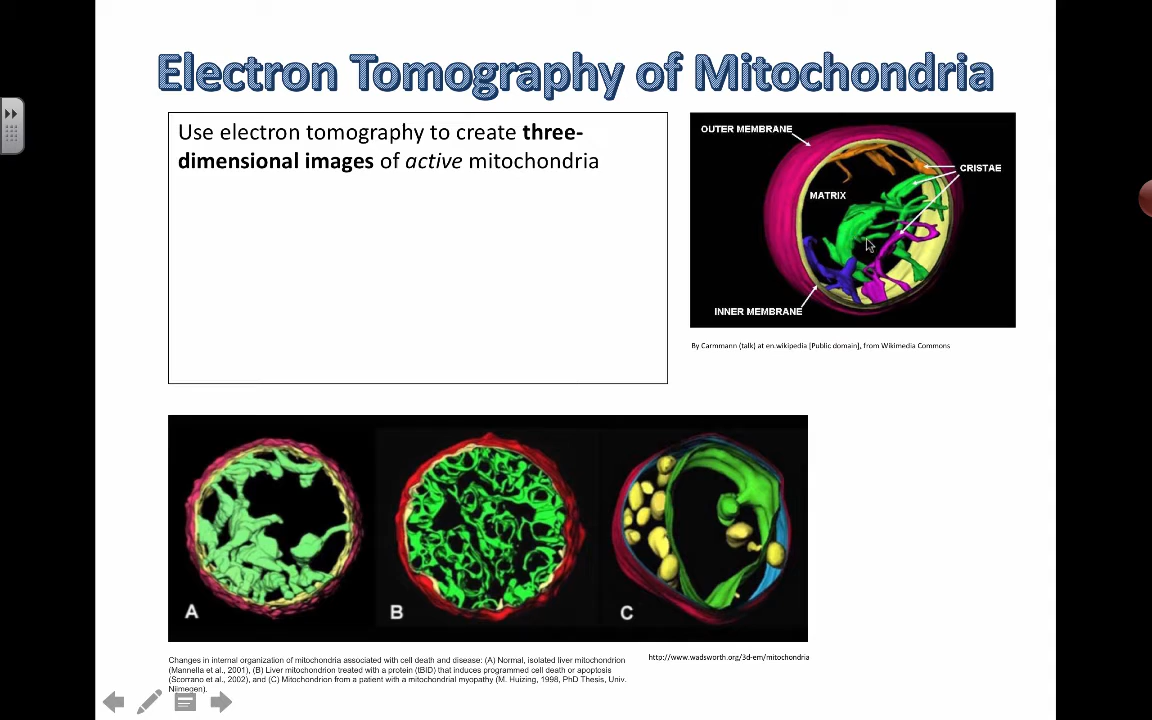 Electron Tomography of Mitochondria
Use electron tomography to create three-
dimensional images of active mitochondria
OUTER MEMBRANE
CRISTAE
MATRIX
INNER MEMBRANE
By Carmmann (talk) at en.wikipedia [Public domain], from Wikimedia Commons
A
B
C
Changes in internal organization of mitochondria associated with cell death and disease: (A) Normal, isolated liver mitochondrion
(Mannella et al., 2001), (B) Liver mitochondrion treated with a protein (tBID) that induces programmed cell death or apoptosis
(Scorrano et al., 2002), and (C) Mitochondrion from a patient with a mitochondrial myopathy (M. Huizing, 1998, PhD Thesis, Univ.
Nijmegen).
http://www.wadsworth.org/3d-em/mitochondria